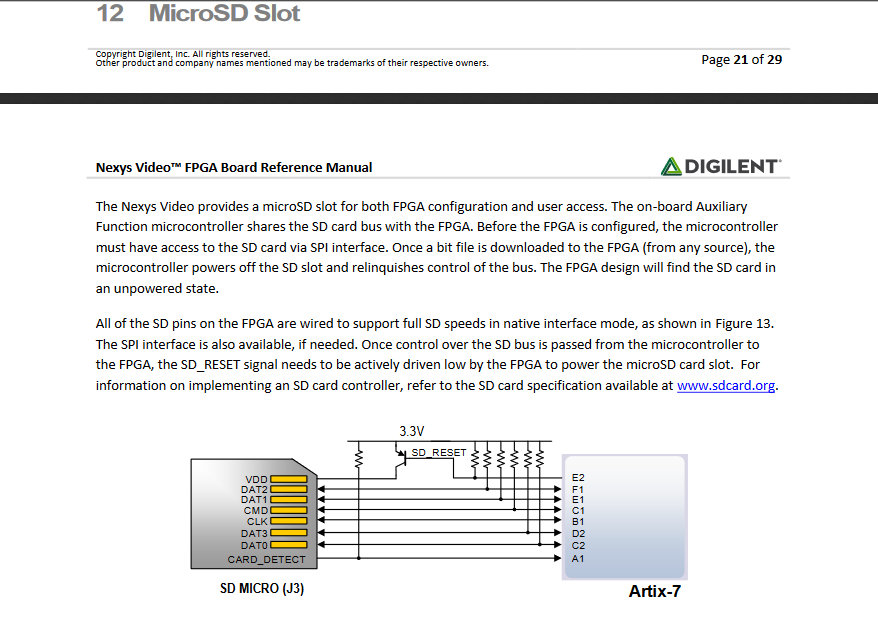 12 MicroSD Slot
Copyright Digilent, Inc. All rights reserved.
Other product and company names mentioned may be trademarks of their respective owners.
Page 21 of 29
Nexys Video™ FPGA Board Reference Manual
DIGILENT®
The Nexys Video provides a microSD slot for both FPGA configuration and user access. The on-board Auxiliary
Function microcontroller shares the SD card bus with the FPGA. Before the FPGA is configured, the microcontroller
must have access to the SD card via SPI interface. Once a bit file is downloaded to the FPGA (from any source), the
microcontroller powers off the SD slot and relinquishes control of the bus. The FPGA design will find the SD card in
an unpowered state.
All of the SD pins on the FPGA are wired to support full SD speeds in native interface mode, as shown in Figure 13.
The SPI interface is also available, if needed. Once control over the SD bus is passed from the microcontroller to
the FPGA, the SD_RESET signal needs to be actively driven low by the FPGA to power the microSD card slot. For
information on implementing an SD card controller, refer to the SD card specification available at www.sdcard.org.
3.3V
SD_RESET
VDD
DAT2
DAT1
CMD
CLK
DAT3
DAT0
CARD_DETECT
E2
F1
E1
C1
B1
D2
C2
A1
SD MICRO (J3)
Artix-7